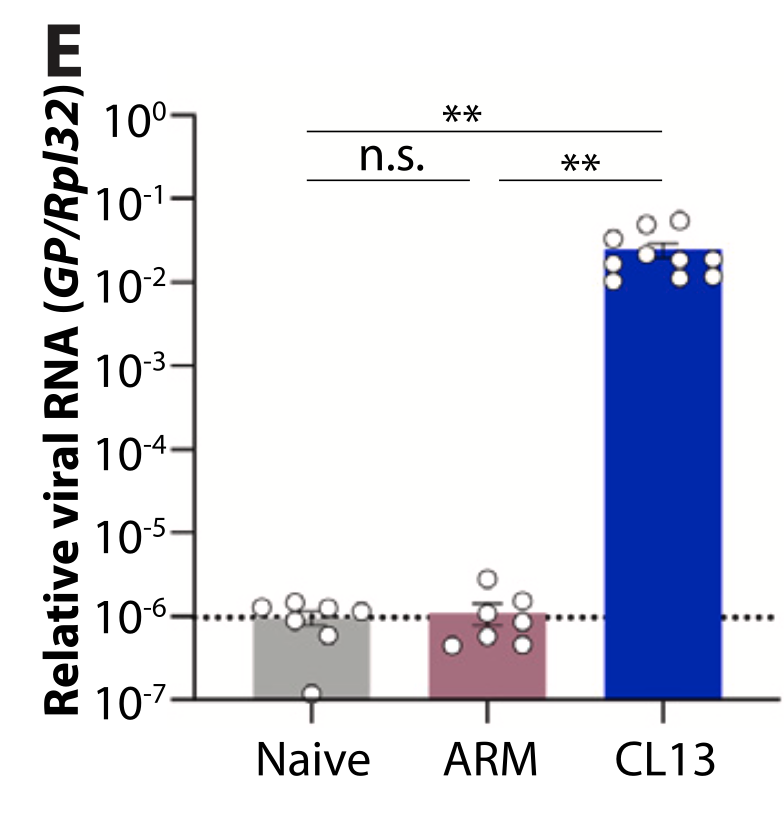 E
Relative viral RNA (GP/Rpl32)
10⁰
10⁻¹
10⁻²
10⁻³
10⁻⁴
10⁻⁵
10⁻⁶
10⁻⁷
**
n.s.
**
Naive
ARM
CL13